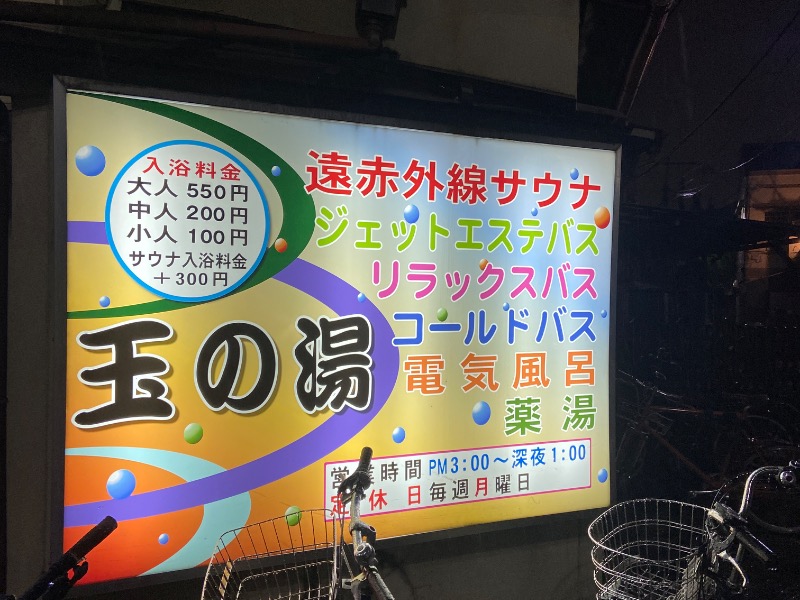 入浴料金
大人 550円
中人 200円
小人 100円
サウナ入浴料金
+300円
玉の湯
遠赤外線サウナ
ジェットエステバス
リラックスバス
コールドバス
電気風呂
薬湯
営業時間 PM3:00~深夜1:00
定休日毎週月曜日